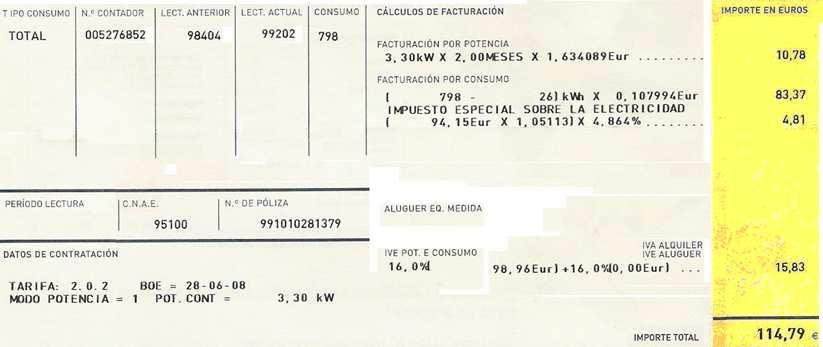 TIPO CONSUMO N.º CONTADOR LECT. ANTERIOR LECT. ACTUAL CONSUMO CÁLCULOS DE FACTURACIÓN IMPORTE EN EUROS
TOTAL 005276852 98404 99202 798
FACTURACIÓN POR POTENCIA
3,30kW X 2,00MESES X 1,634089Eur ......... 10,78
FACTURACIÓN POR CONSUMO
( 798 - 26)kWh X 0,107994Eur 83,37
IMPUESTO ESPECIAL SOBRE LA ELECTRICIDAD
( 94,15Eur X 1,05113)X 4,864% ........ 4,81
PERÍODO LECTURA C.N.A.E. N.º DE PÓLIZA ALUGUER EQ. MEDIDA
95100 991010281379
DATOS DE CONTRATACIÓN IVE POT. E CONSUMO IVA ALQUILER
IVE ALUGUER
16,0%( 98,96Eur)+16,0%(0,00Eur) ... 15,83
TARIFA: 2.0.2 BOE = 28-06-08
MODO POTENCIA = 1 POT.CONT = 3,30 kW
IMPORTE TOTAL 114,79 €